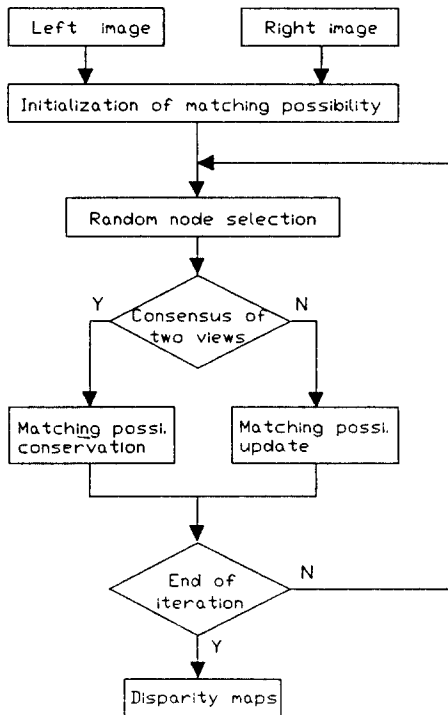 Left image
Right image
Initialization of matching possibility
Random node selection
Consensus of
two views
Y
N
Matching possi.
conservation
Matching possi.
update
End of
iteration
N
Y
Disparity maps